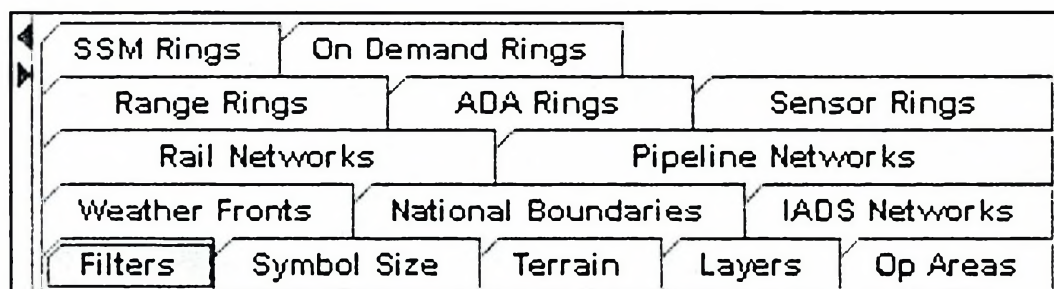 SSM Rings On Demand Rings
Range Rings ADA Rings Sensor Rings
Rail Networks Pipeline Networks
Weather Fronts National Boundaries IADS Networks
Filters Symbol Size Terrain Layers Op Areas